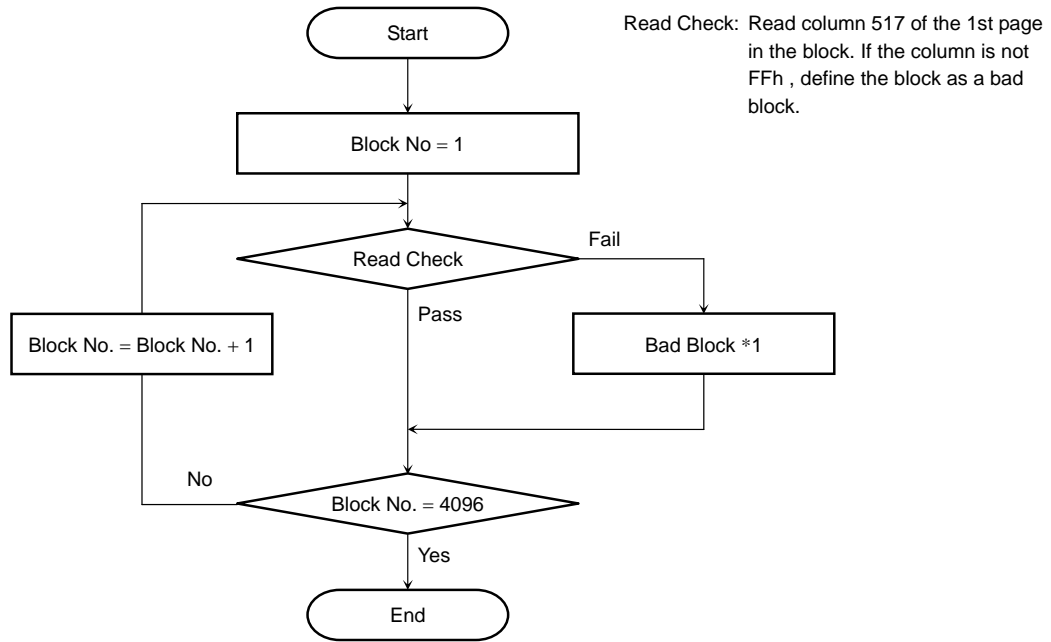 Start
Read Check: Read column 517 of the 1st page
in the block. If the column is not
FFh , define the block as a bad
block.
Block No = 1
Read Check
Fail
Pass
Block No. = Block No. + 1
Bad Block *1
No
Block No. = 4096
Yes
End